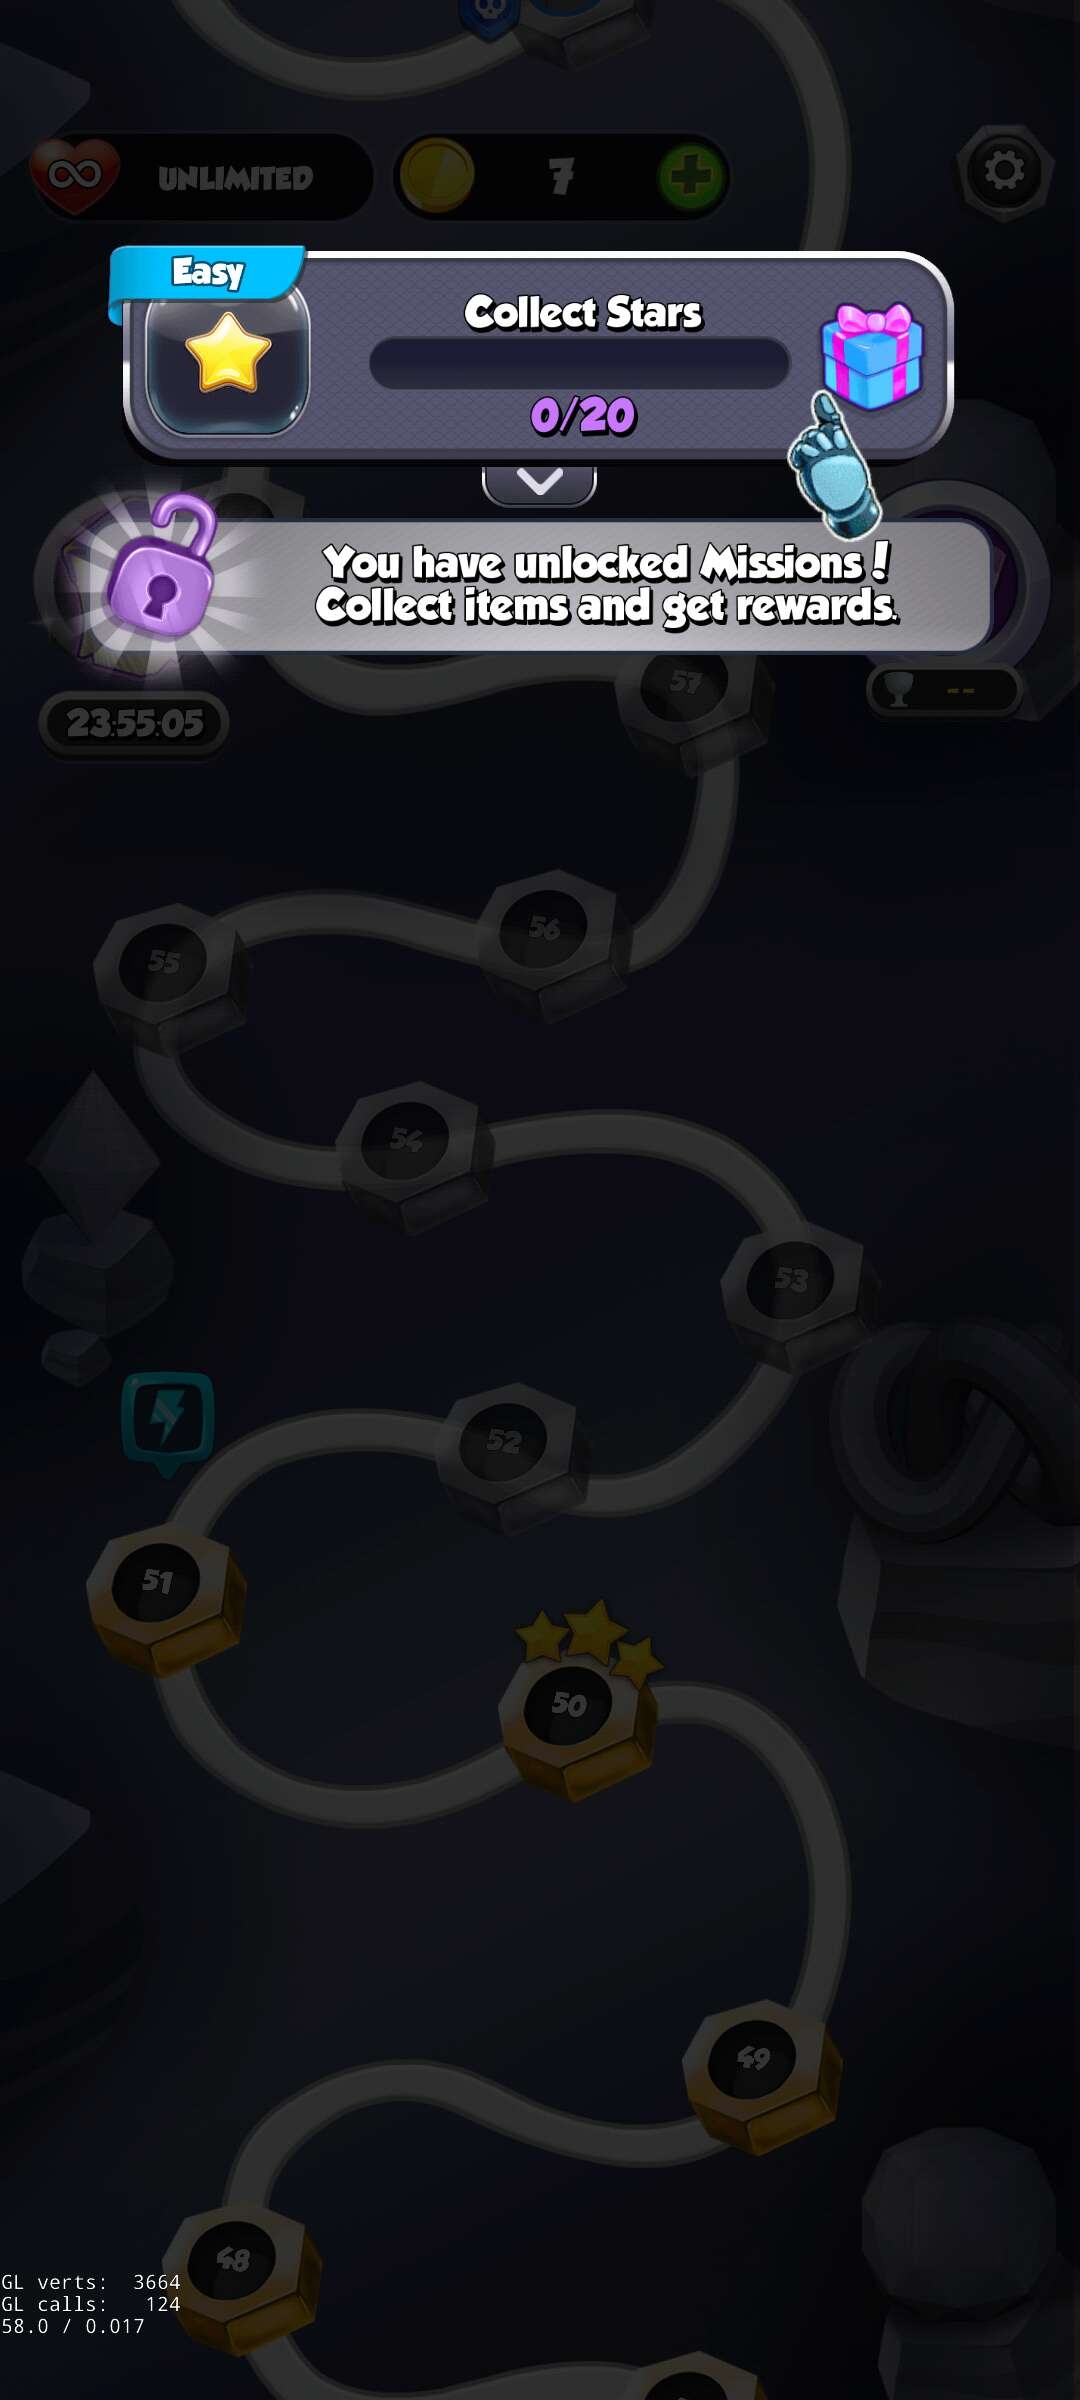 UNLIMITED
7
Easy
Collect Stars
0/20
You have unlocked Missions!
Collect items and get rewards.
57
--
23:55:05
56
55
54
53
52
51
50
49
48
GL verts: 3664
GL calls: 124
58.0 / 0.017